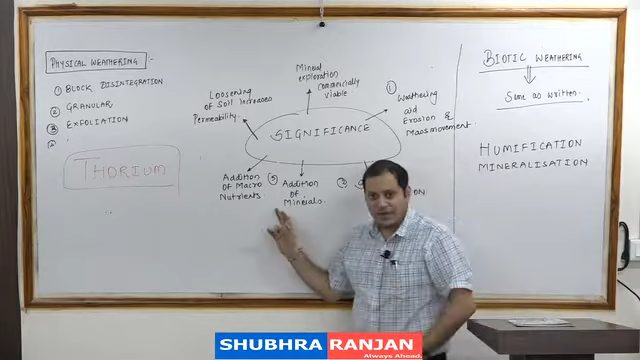 PHYSICAL WEATHERING :-
① BLOCK DISINTEGRATION
② GRANULAR
③ EXFOLIATION
THORIUM
Loosening
of Soil Increases
Permeability.
Mineral
exploration
Commercially
Viable
① Weathering
aid
Erosion &
Mass movement.
SIGNIFICANCE
Addition
Of Macro
Nutrients
⑤ Addition
OF
Minerals.
②
ON
BIOTIC WEATHERING
Same as written.
HUMIFICATION
MINERALISATION
SHUBHRA RANJAN
Always Ahead.